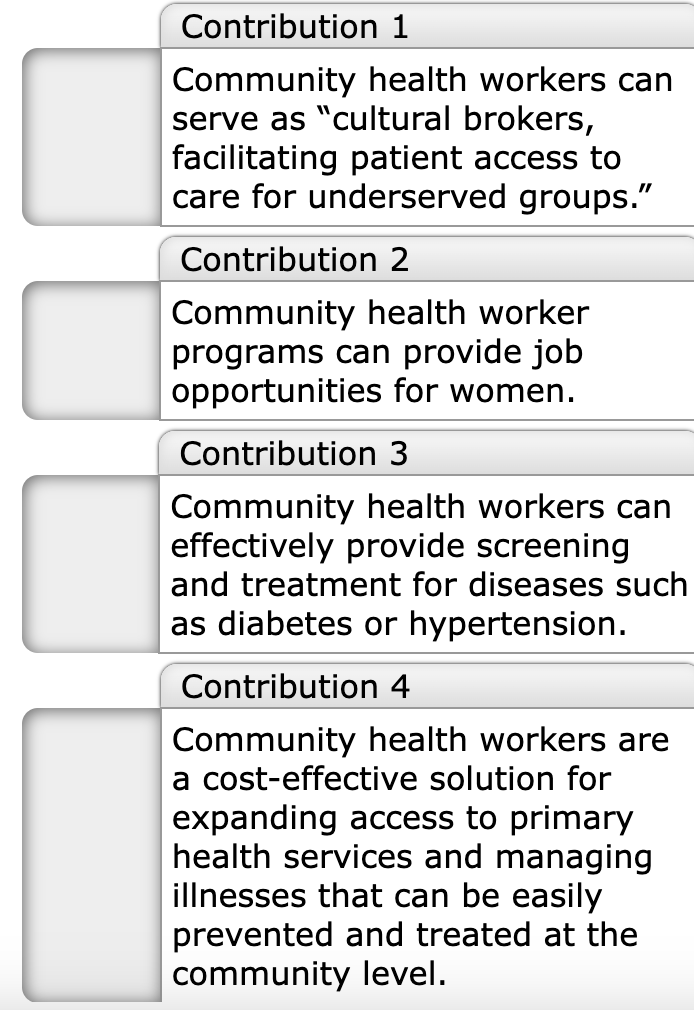 Contribution 1
Community health workers can
serve as “cultural brokers,
facilitating patient access to
care for underserved groups.”
Contribution 2
Community health worker
programs can provide job
opportunities for women.
Contribution 3
Community health workers can
effectively provide screening
and treatment for diseases such
as diabetes or hypertension.
Contribution 4
Community health workers are
a cost-effective solution for
expanding access to primary
health services and managing
illnesses that can be easily
prevented and treated at the
community level.